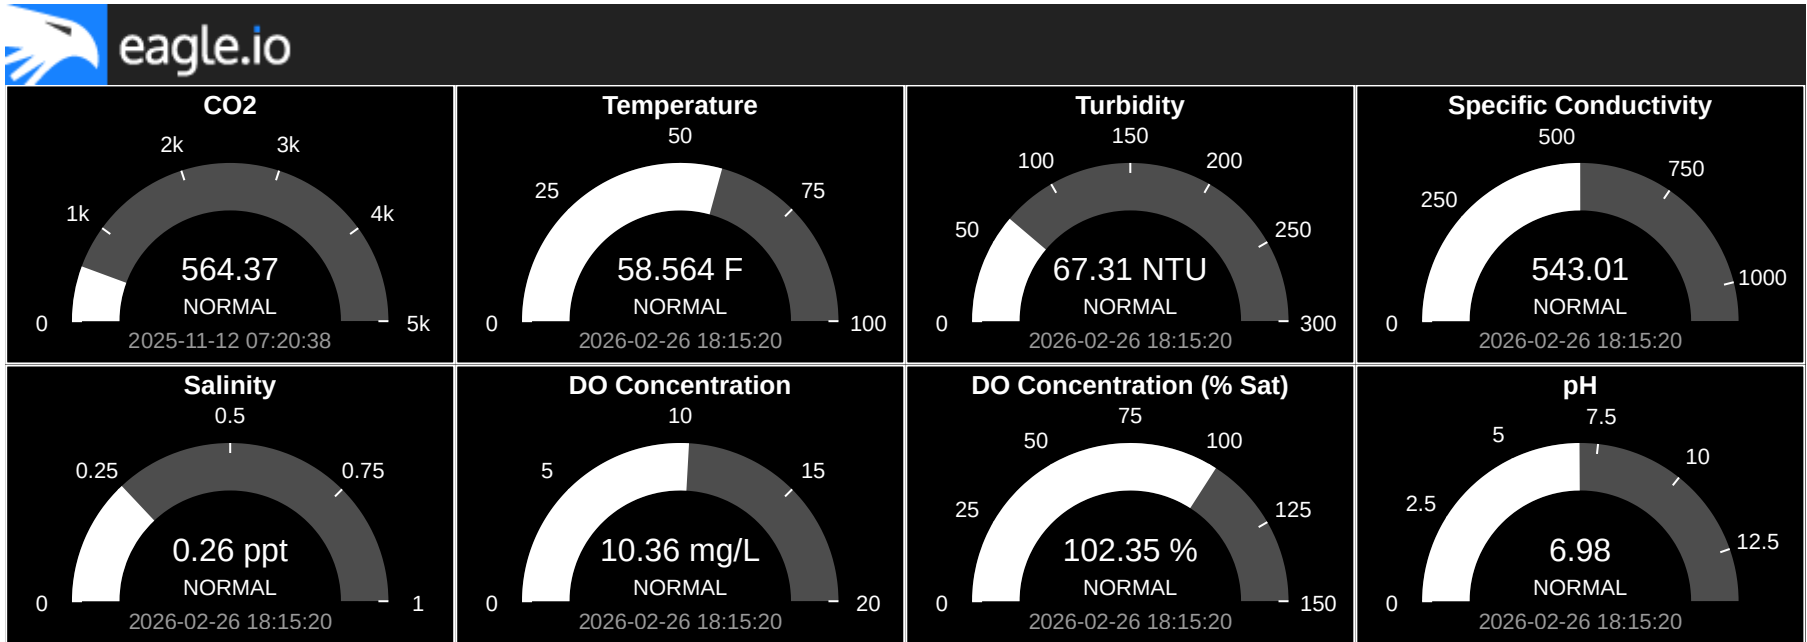 eagle.io
CO2
0
1k
2k
3k
4k
5k
564.37
NORMAL
2025-11-12 07:20:38
Temperature
0
25
50
75
100
58.564 F
NORMAL
2026-02-26 18:15:20
Turbidity
0
50
100
150
200
250
300
67.31 NTU
NORMAL
2026-02-26 18:15:20
Specific Conductivity
0
250
500
750
1000
543.01
NORMAL
2026-02-26 18:15:20
Salinity
0
0.25
0.5
0.75
1
0.26 ppt
NORMAL
2026-02-26 18:15:20
DO Concentration
0
5
10
15
20
10.36 mg/L
NORMAL
2026-02-26 18:15:20
DO Concentration (% Sat)
0
25
50
75
100
125
150
102.35 %
NORMAL
2026-02-26 18:15:20
pH
0
2.5
5
7.5
10
12.5
6.98
NORMAL
2026-02-26 18:15:20